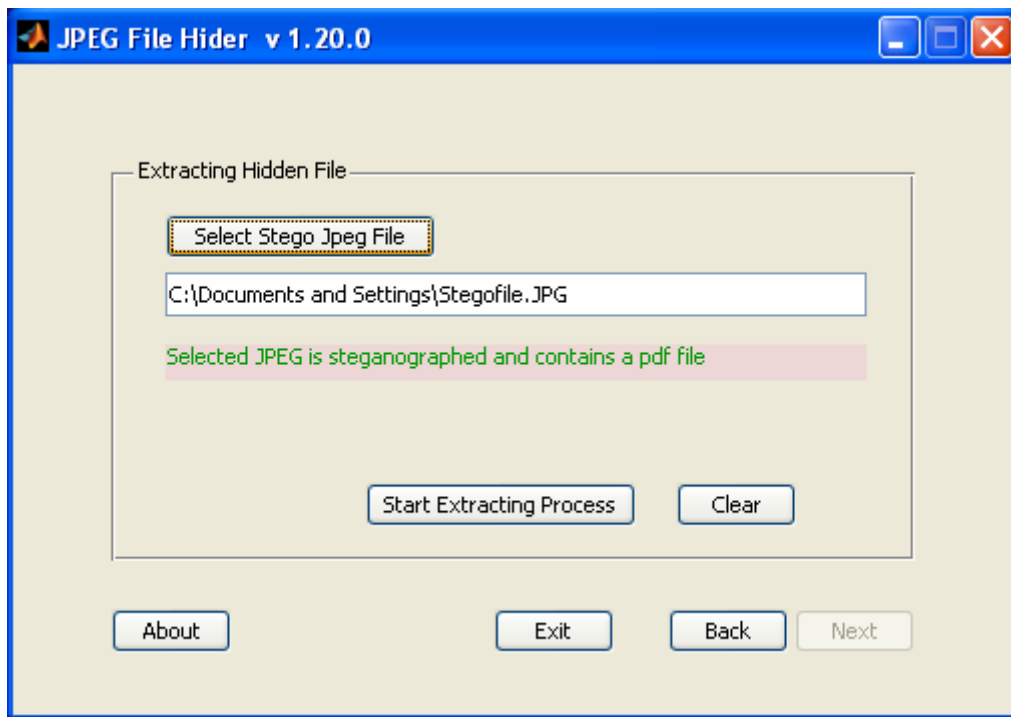 JPEG File Hider v 1.20.0
Extracting Hidden File
Select Stego Jpeg File
C:\Documents and Settings\Stegofile.JPG
Selected JPEG is steganographed and contains a pdf file
Start Extracting Process Clear
About Exit Back Next